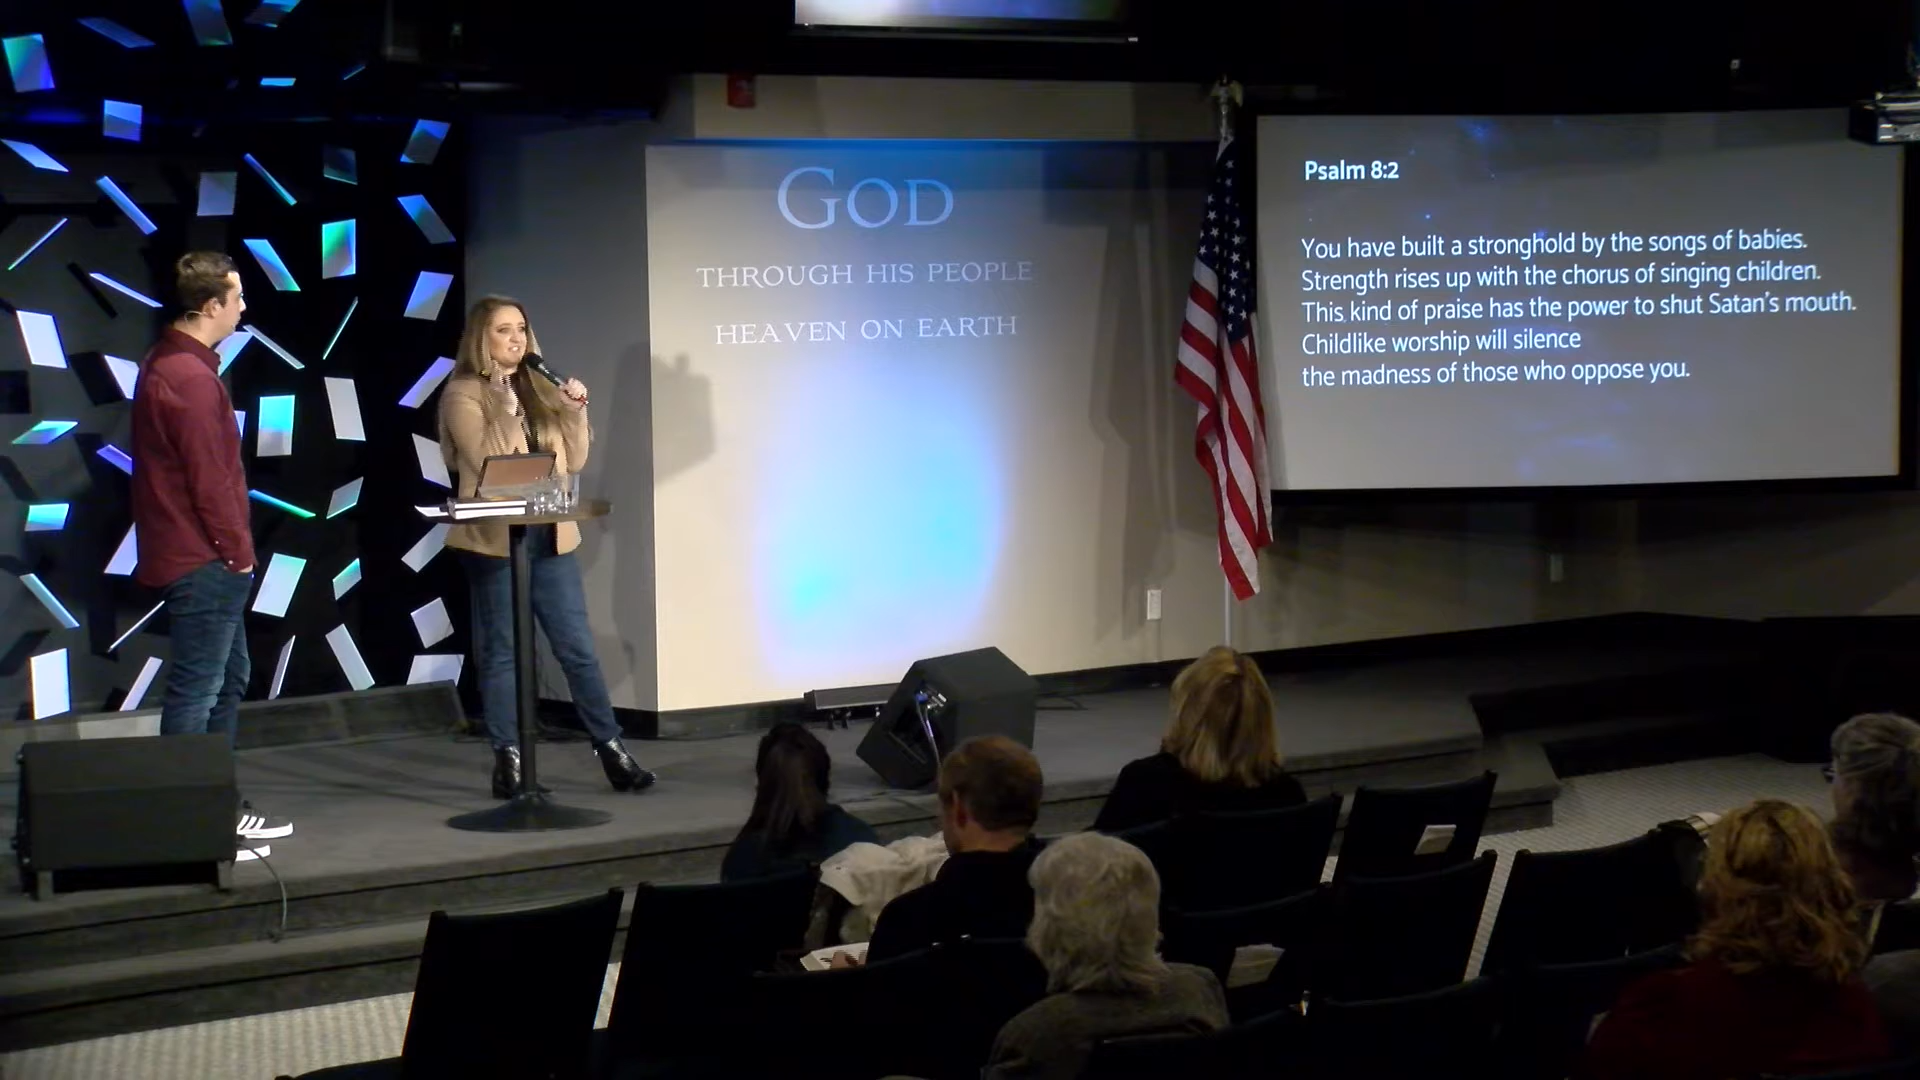 GOD
THROUGH HIS PEOPLE
HEAVEN ON EARTH
Psalm 8:2
You have built a stronghold by the songs of babies.
Strength rises up with the chorus of singing children.
This kind of praise has the power to shut Satan's mouth.
Childlike worship will silence
the madness of those who oppose you.